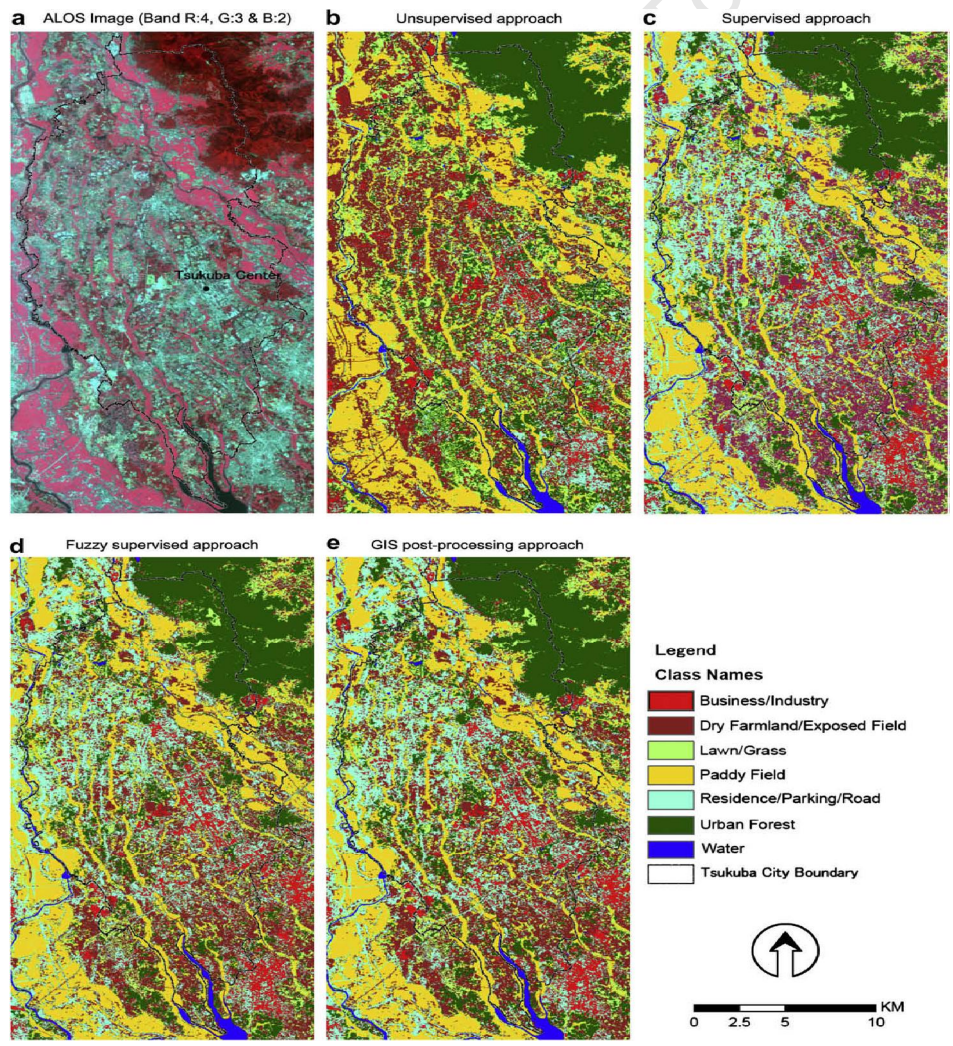 a ALOS Image (Band R:4, G:3 & B:2)
b Unsupervised approach
c Supervised approach
Tsukuba Center
d Fuzzy supervised approach
e GIS post-processing approach
Legend
Class Names
Business/Industry
Dry Farmland/Exposed Field
Lawn/Grass
Paddy Field
Residence/Parking/Road
Urban Forest
Water
Tsukuba City Boundary
KM
0 2.5 5 10